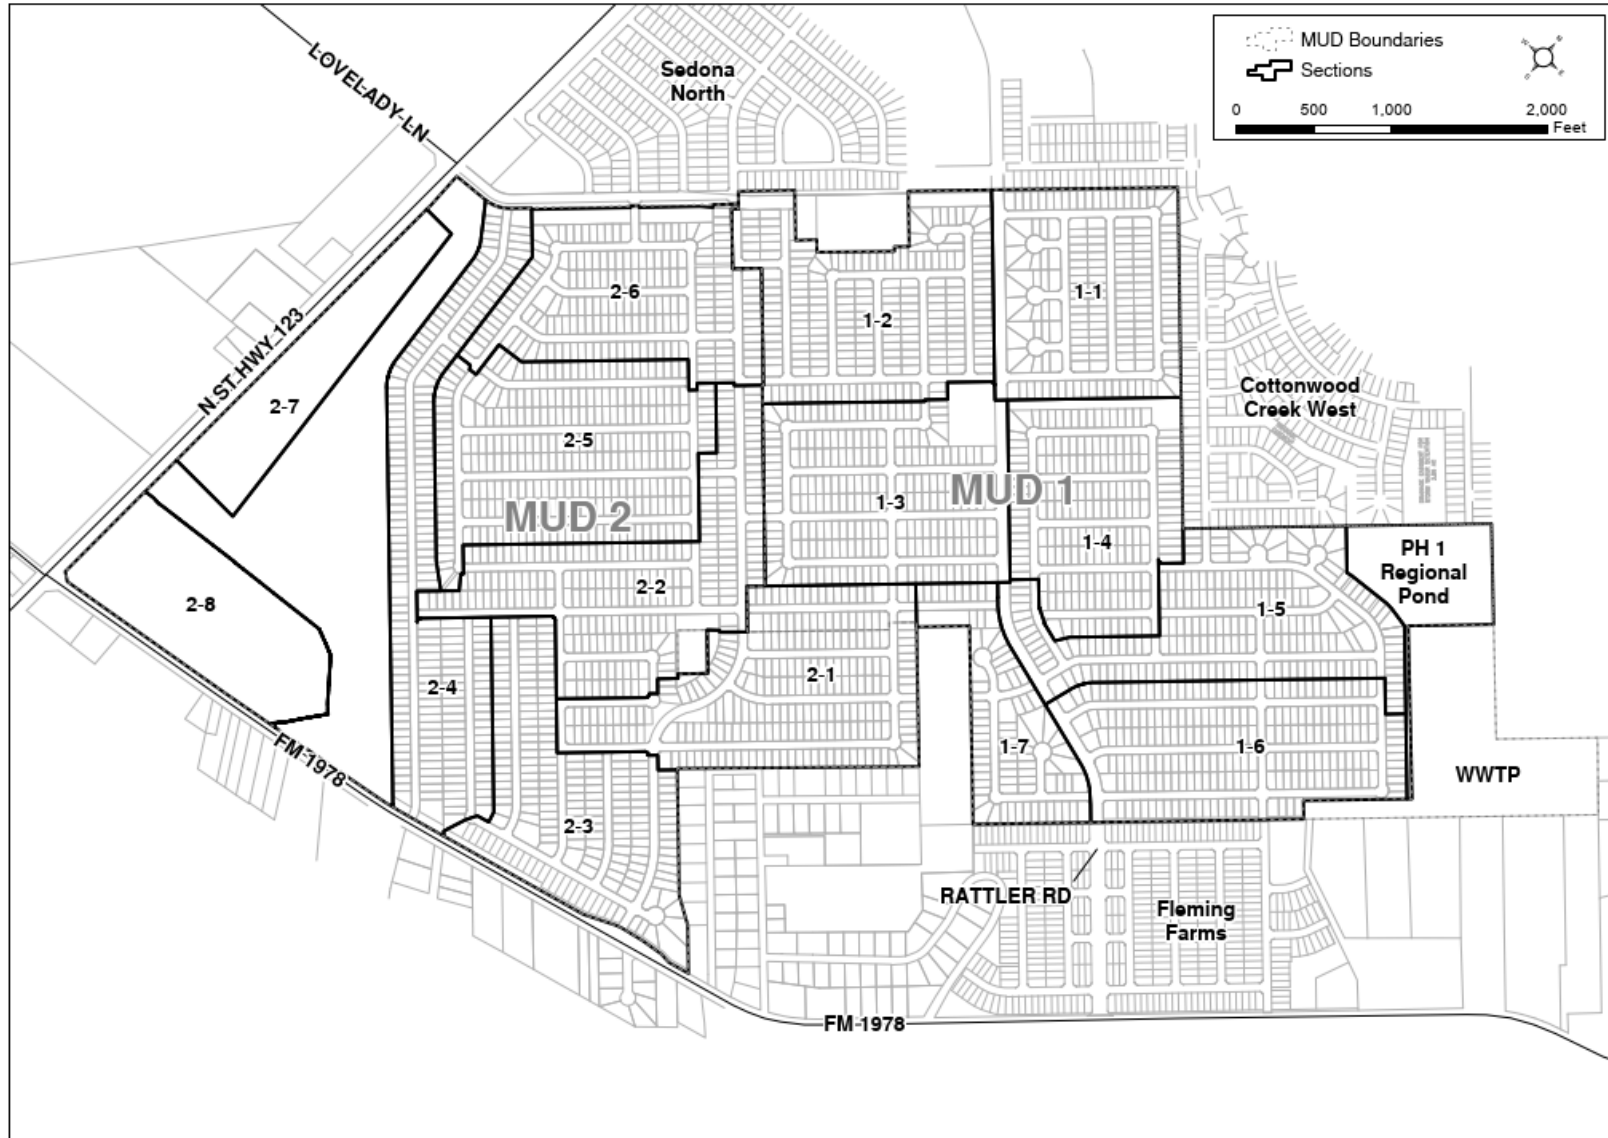 MUD Boundaries
Sections
0 500 1,000 2,000
Feet
LOVELADY LN
Sedona
North
N ST HWY 123
2-6
1-2
1-1
2-7
2-5
Cottonwood
Creek West
MUD 2
MUD 1
1-3
1-4
2-2
2-8
PH 1
Regional
Pond
1-5
2-4
2-1
1-7
1-6
WWTP
FM 1978
2-3
RATTLER RD
Fleming
Farms
FM 1978